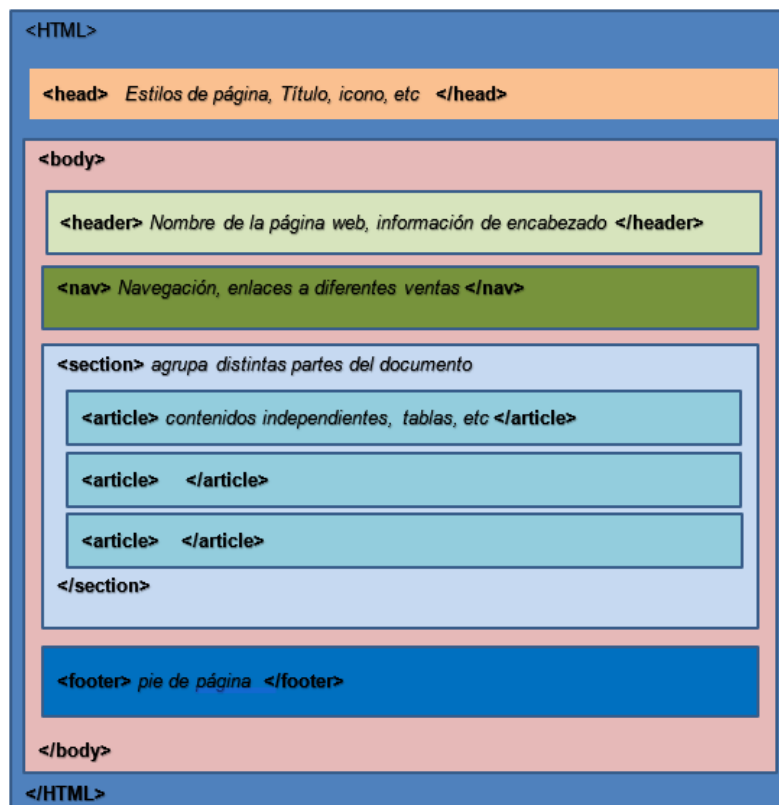 <HTML>
<head> Estilos de página, Título, icono, etc </head>
<body>
<header> Nombre de la página web, información de encabezado </header>
<nav> Navegación, enlaces a diferentes ventas </nav>
<section> agrupa distintas partes del documento
<article> contenidos independientes, tablas, etc </article>
<article> </article>
<article> </article>
</section>
<footer> pie de página </footer>
</body>
</HTML>